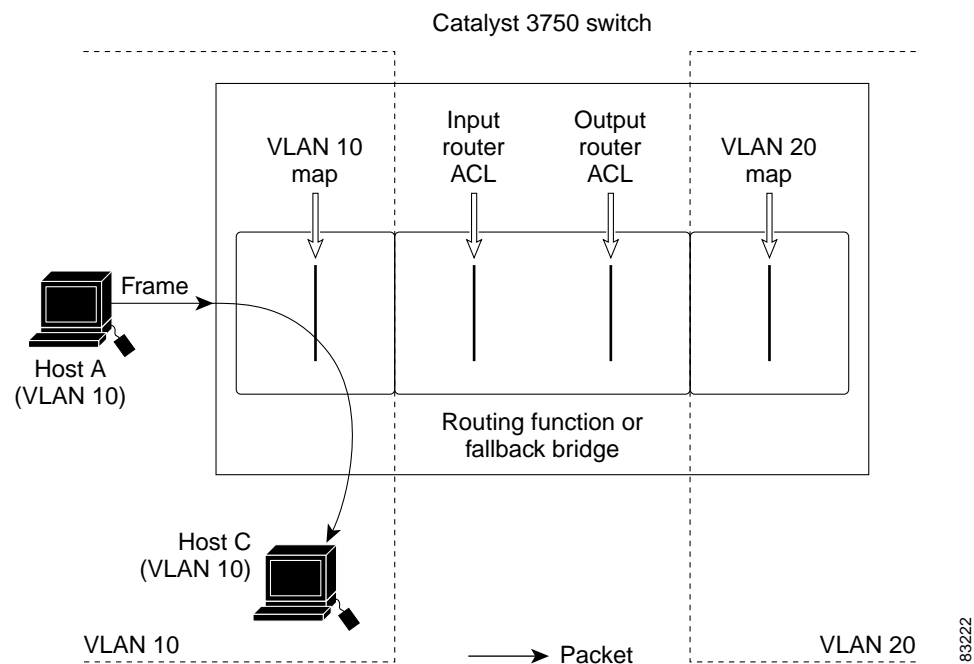 Catalyst 3750 switch
VLAN 10
map
Input
router
ACL
Output
router
ACL
VLAN 20
map
Frame
Host A
(VLAN 10)
Routing function or
fallback bridge
Host C
(VLAN 10)
VLAN 10
Packet
VLAN 20
83222